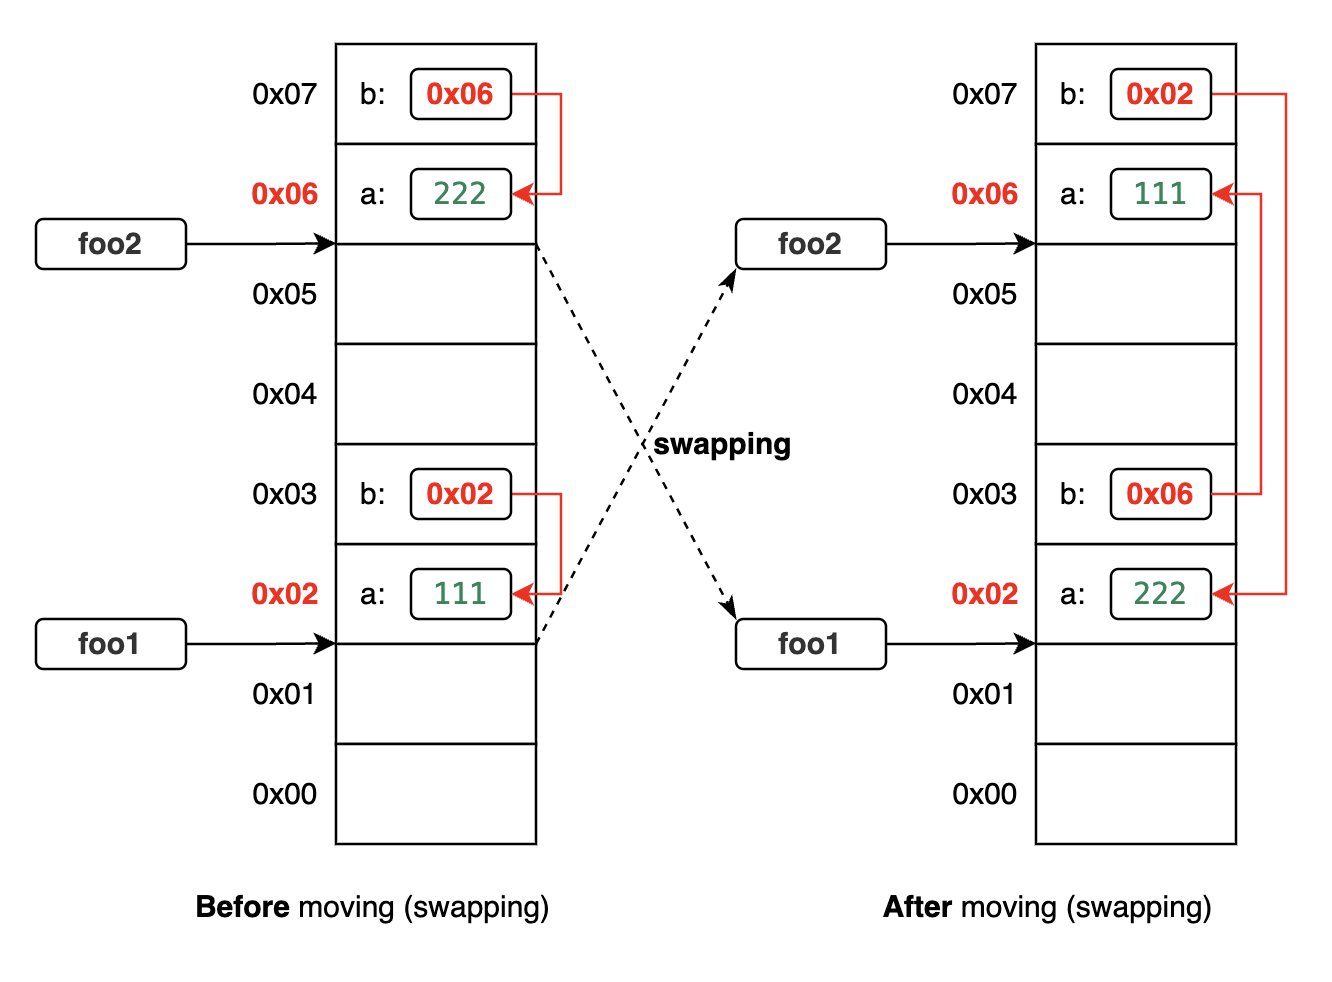 0x07 b: 0x06
0x06 a: 222
foo2
0x05
0x04
0x03 b: 0x02
0x02 a: 111
foo1
0x01
0x00
Before moving (swapping)
swapping
0x07 b: 0x02
0x06 a: 111
foo2
0x05
0x04
0x03 b: 0x06
0x02 a: 222
foo1
0x01
0x00
After moving (swapping)